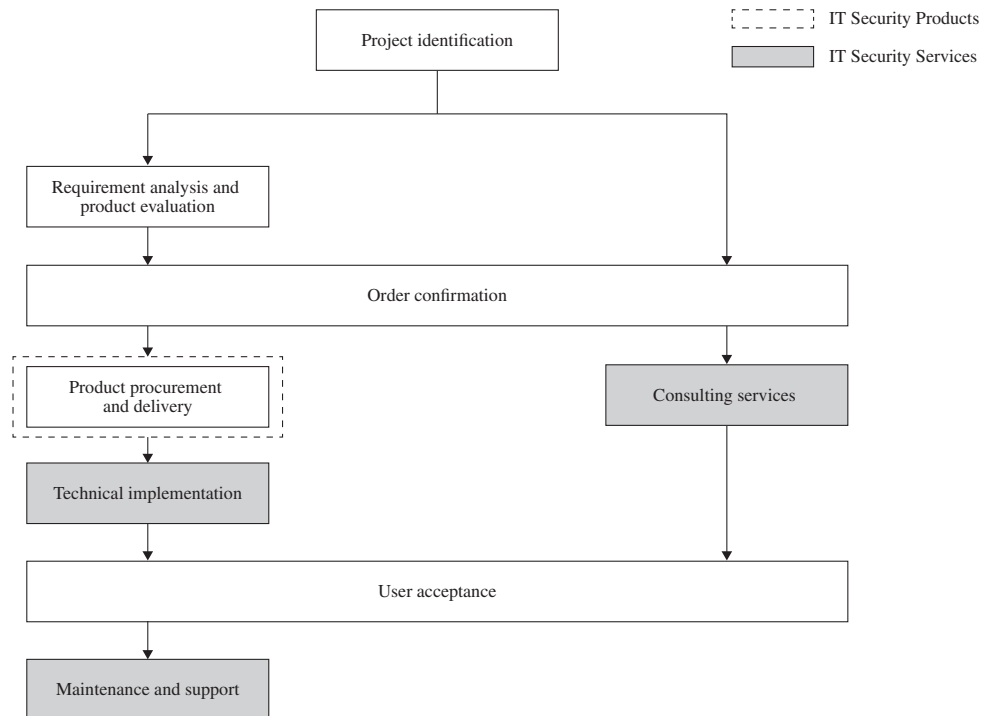 Project identification
IT Security Products
IT Security Services
Requirement analysis and
product evaluation
Order confirmation
Product procurement
and delivery
Consulting services
Technical implementation
User acceptance
Maintenance and support